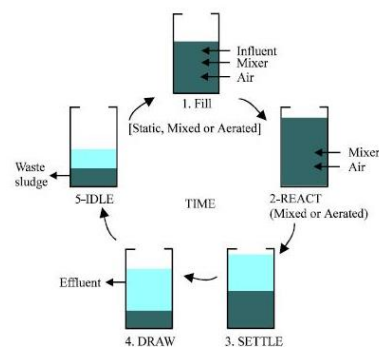 Influent
Mixer
Air
1. Fill
[Static, Mixed or Aerated]
Mixer
Air
2-REACT
(Mixed or Aerated)
3. SETTLE
Effluent
4. DRAW
Waste
sludge
5-IDLE
TIME